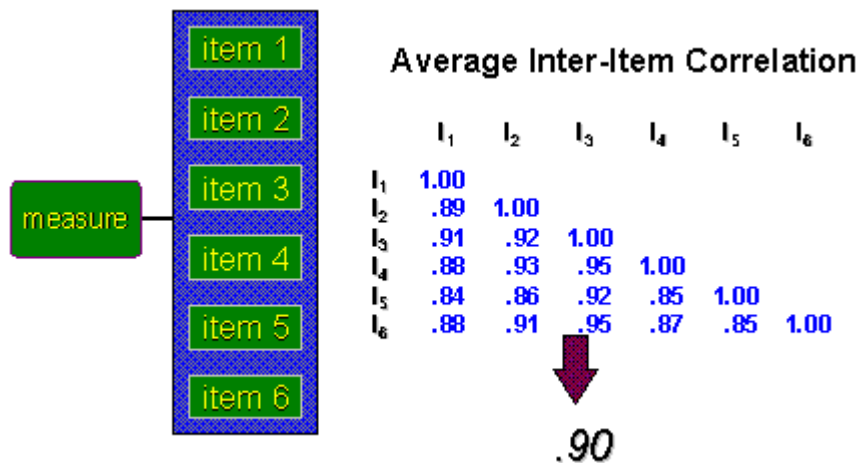 measure
item 1
item 2
item 3
item 4
item 5
item 6
Average Inter-Item Correlation
I₁ I₂ I₃ I₄ I₅ I₆
I₁ 1.00
I₂ .89 1.00
I₃ .91 .92 1.00
I₄ .88 .93 .95 1.00
I₅ .84 .86 .92 .85 1.00
I₆ .88 .91 .95 .87 .85 1.00
.90